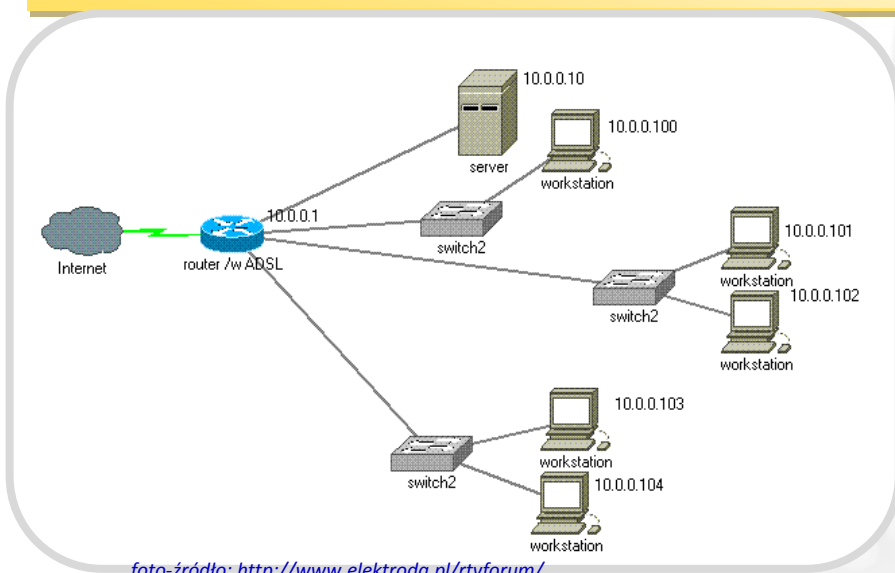 10.0.0.10
server
10.0.0.100
workstation
10.0.0.1
Internet
router /w ADSL
switch2
10.0.0.101
workstation
10.0.0.102
switch2
workstation
10.0.0.103
workstation
switch2
10.0.0.104
workstation
foto-źródło: http://www.elektroda.pl/rtvforum/